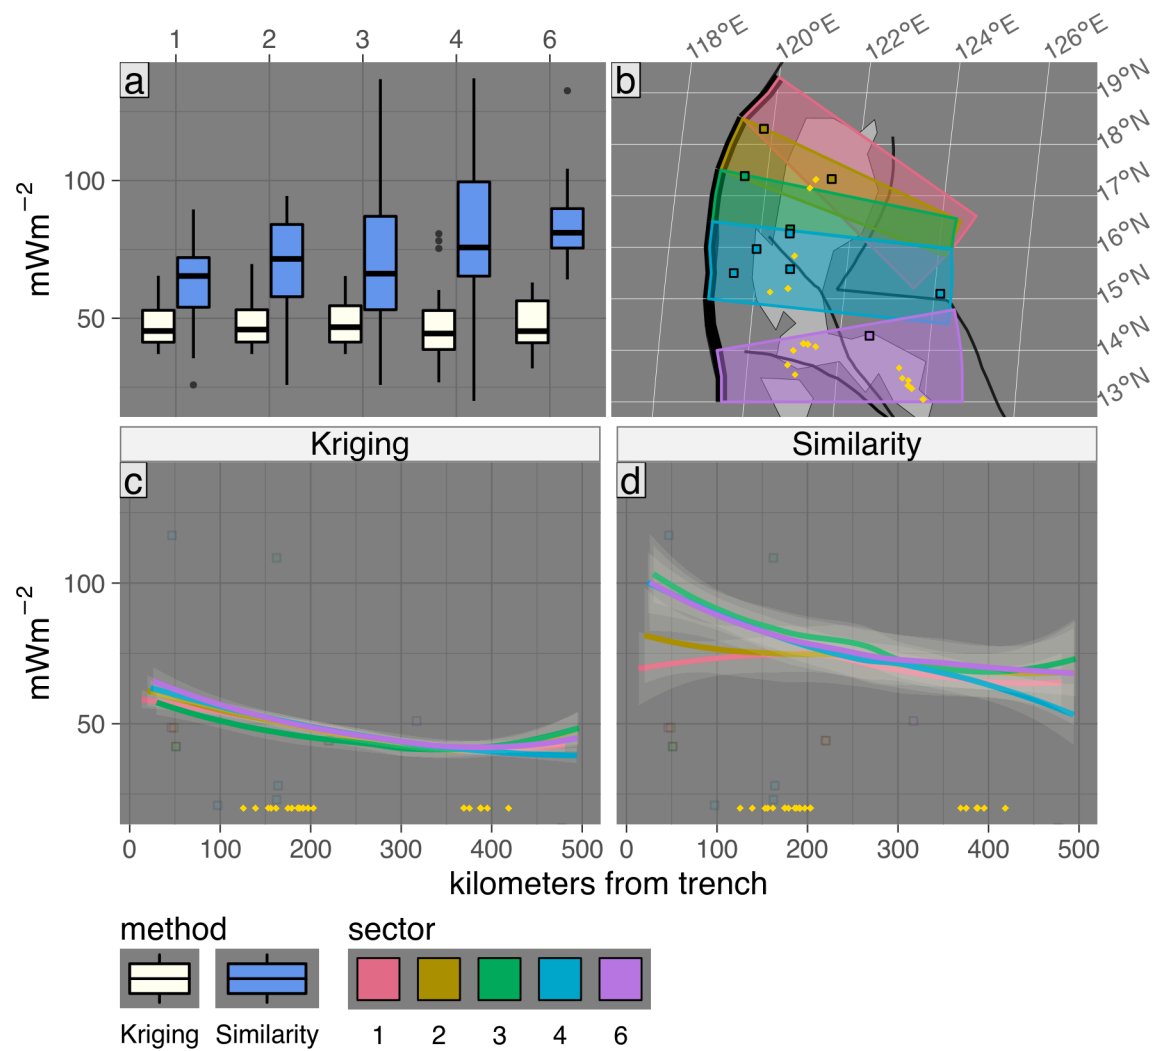 1 2 3 4 6
118°E 120°E 122°E 124°E 126°E
a
b
mWm⁻²
100
50
19°N
18°N
17°N
16°N
15°N
14°N
13°N
Kriging Similarity
c
d
mWm⁻²
100
50
0 100 200 300 400 500 0 100 200 300 400 500
kilometers from trench
method sector
Kriging Similarity 1 2 3 4 6